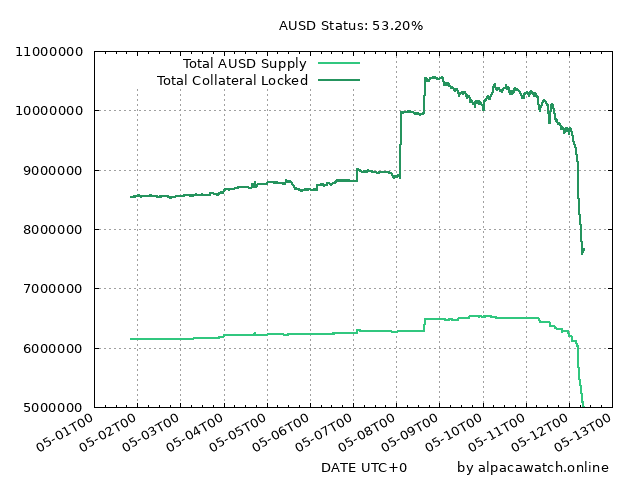 AUSD Status: 53.20%
11000000
10000000
9000000
8000000
7000000
6000000
5000000
Total AUSD Supply
Total Collateral Locked
05-01T00
05-02T00
05-03T00
05-04T00
05-05T00
05-06T00
05-07T00
05-08T00
05-09T00
05-10T00
05-11T00
05-12T00
05-13T00
DATE UTC+0
by alpacawatch.online